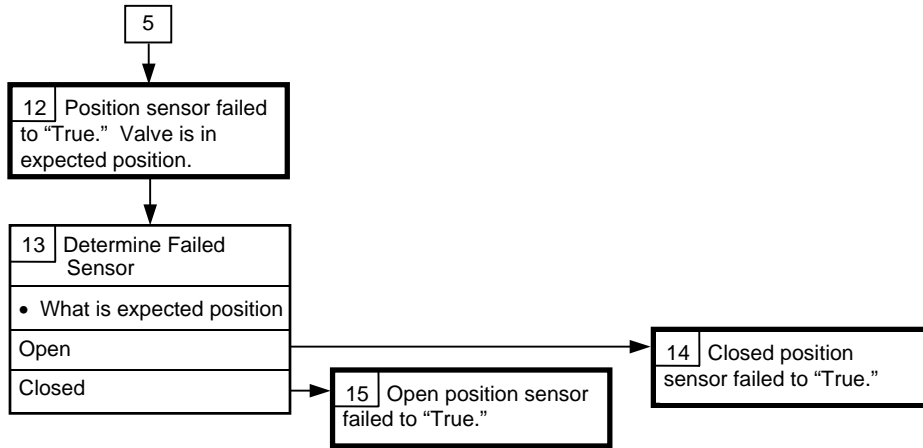 5
12 Position sensor failed
to “True.”  Valve is in
expected position.
13 Determine Failed
Sensor
• What is expected position
Open
Closed
14 Closed position
sensor failed to “True.”
15 Open position sensor
failed to “True.”